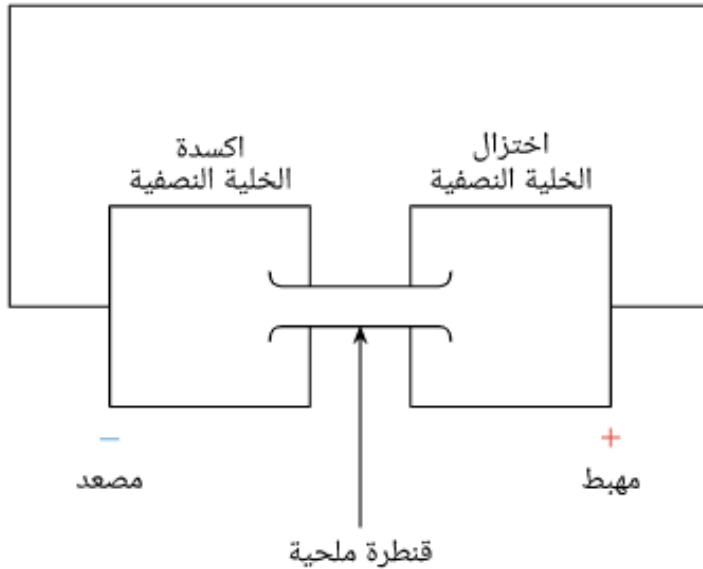 اختزال
الخلية النصفية
اكسدة
الخلية النصفية
+
−
مهبط
مصعد
قنطرة ملحية